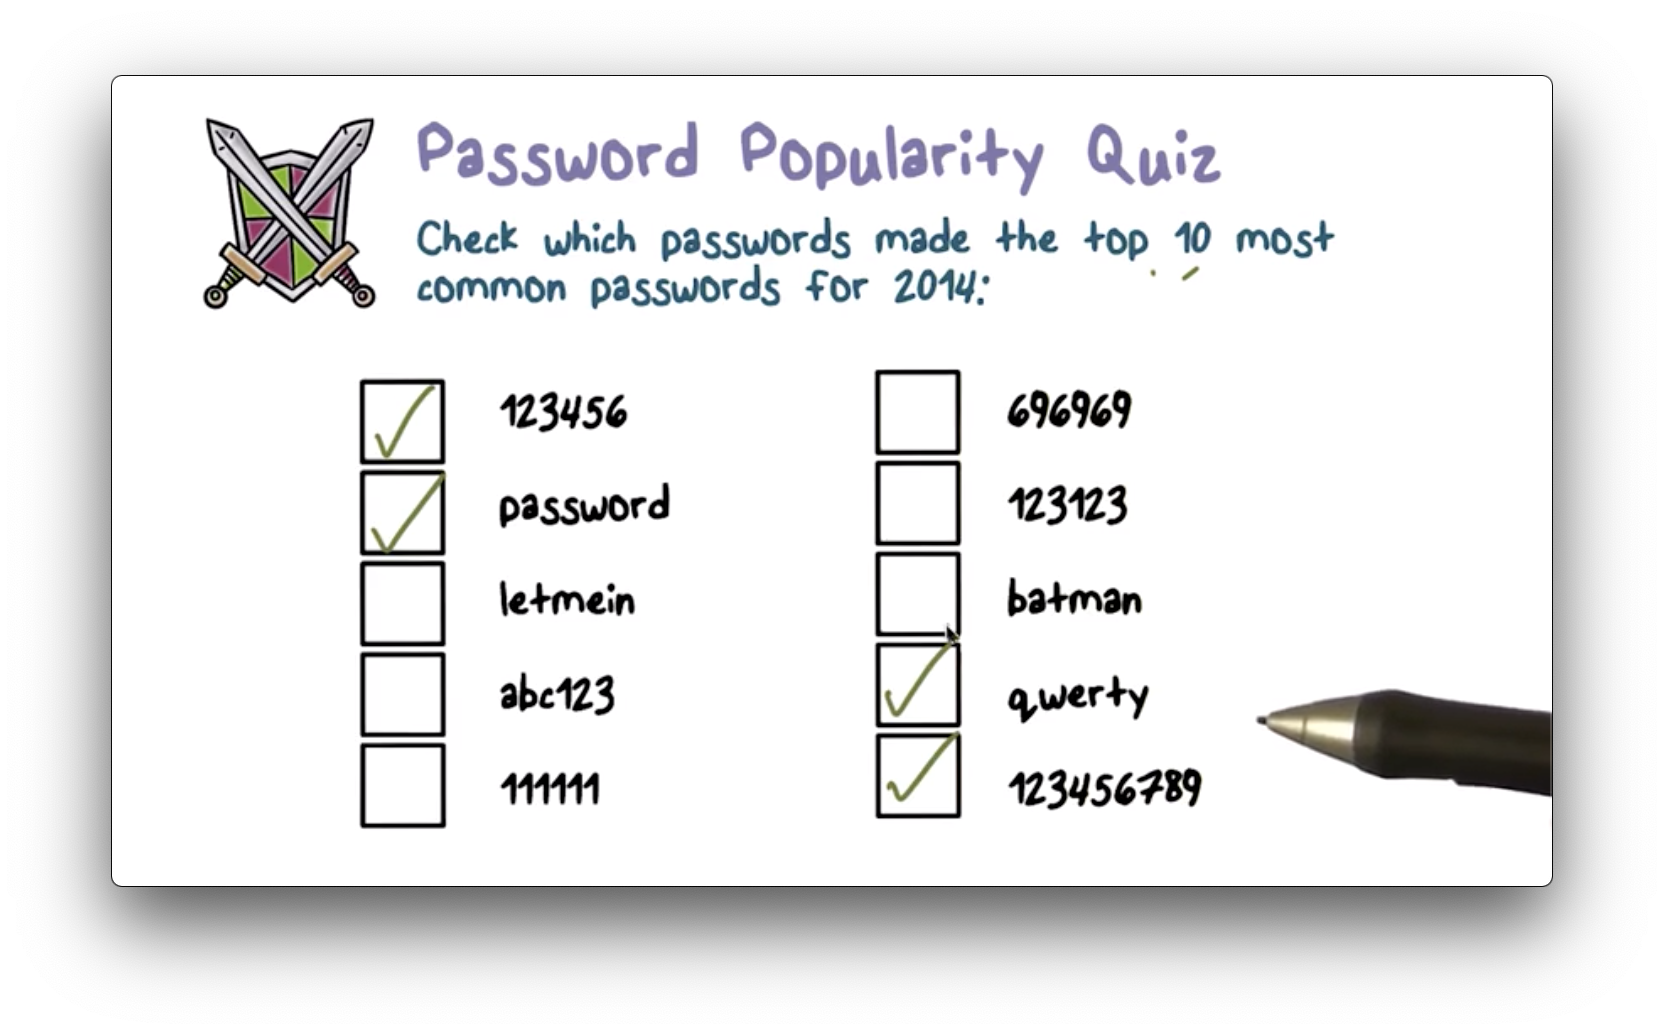 Password Popularity Quiz
Check which passwords made the top 10 most
common passwords for 2014:
123456
password
letmein
abc123
111111
696969
123123
batman
qwerty
123456789